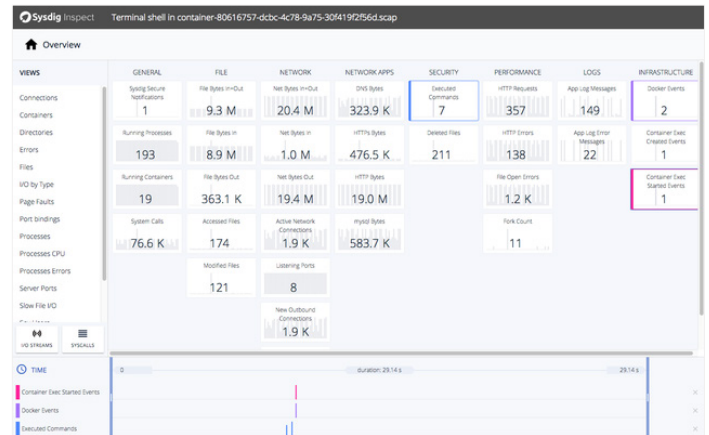 Sysdig Inspect
Terminal shell in container-80616757-dcbc-4c78-9a75-30f419f2f56d.scap
Overview
VIEWS
Connections
Containers
Directories
Errors
Files
I/O by Type
Page Faults
Port bindings
Processes
Processes CPU
Processes Errors
Server Ports
Slow File I/O
I/O STREAMS
SYSCALLS
GENERAL
Sysdig Secure
Notifications
1
Running Processes
193
Running Containers
19
System Calls
76.6 K
FILE
File Bytes In+Out
9.3 M
File Bytes In
8.9 M
File Bytes Out
363.1 K
Accessed Files
174
Modified Files
121
NETWORK
Net Bytes In+Out
20.4 M
Net Bytes In
1.0 M
Net Bytes Out
19.4 M
Active Network
Connections
1.9 K
Listening Ports
8
New Outbound
Connections
1.9 K
NETWORK APPS
DNS Bytes
323.9 K
HTTPs Bytes
476.5 K
HTTP Bytes
19.0 M
mysql Bytes
583.7 K
SECURITY
Executed
Commands
7
Deleted Files
211
PERFORMANCE
HTTP Requests
357
HTTP Errors
138
File Open Errors
1.2 K
Fork Count
11
LOGS
App Log Messages
149
App Log Error
Messages
22
INFRASTRUCTURE
Docker Events
2
Container Exec
Created Events
1
Container Exec
Started Events
1
TIME
0
duration: 29.14 s
29.14 s
Container Exec Started Events
Docker Events
Executed Commands